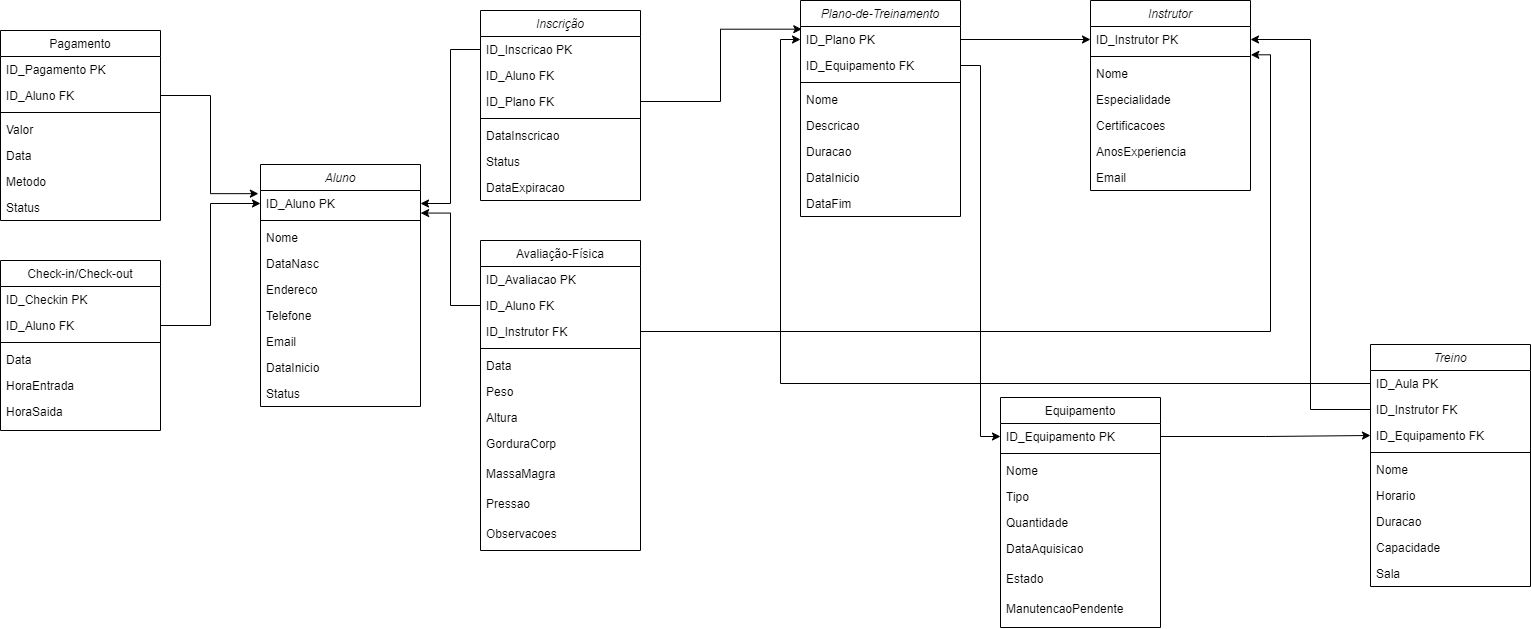 Pagamento
ID_Pagamento PK
ID_Aluno FK
Valor
Data
Metodo
Status
Check-in/Check-out
ID_Checkin PK
ID_Aluno FK
Data
HoraEntrada
HoraSaida
Aluno
ID_Aluno PK
Nome
DataNasc
Endereco
Telefone
Email
DataInicio
Status
Inscrição
ID_Inscricao PK
ID_Aluno FK
ID_Plano FK
DataInscricao
Status
DataExpiracao
Avaliação-Física
ID_Avaliacao PK
ID_Aluno FK
ID_Instrutor FK
Data
Peso
Altura
GorduraCorp
MassaMagra
Pressao
Observacoes
Plano-de-Treinamento
ID_Plano PK
ID_Equipamento FK
Nome
Descricao
Duracao
DataInicio
DataFim
Instrutor
ID_Instrutor PK
Nome
Especialidade
Certificacoes
AnosExperiencia
Email
Equipamento
ID_Equipamento PK
Nome
Tipo
Quantidade
DataAquisicao
Estado
ManutencaoPendente
Treino
ID_Aula PK
ID_Instrutor FK
ID_Equipamento FK
Nome
Horario
Duracao
Capacidade
Sala